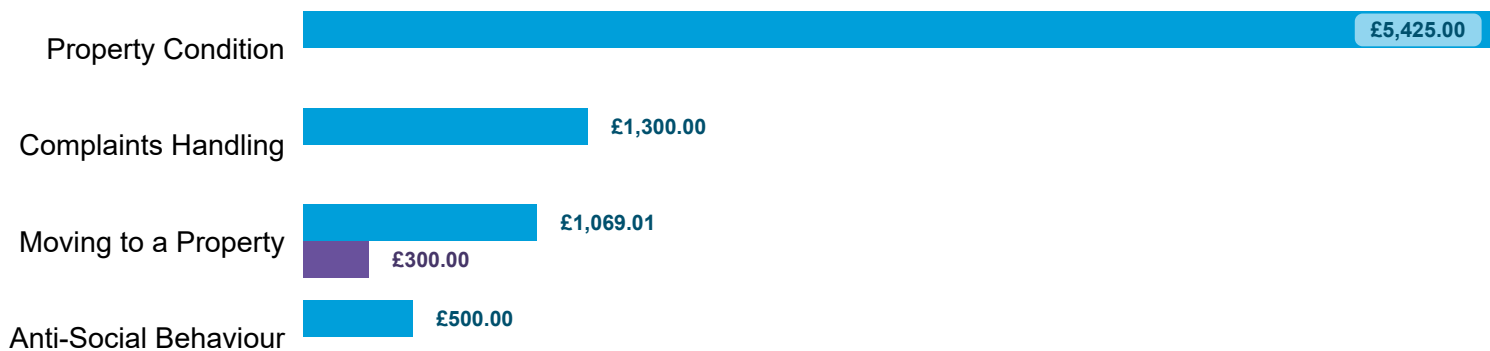 £5,425.00
Property Condition
£1,300.00
Complaints Handling
£1,069.01
Moving to a Property
£300.00
£500.00
Anti-Social Behaviour